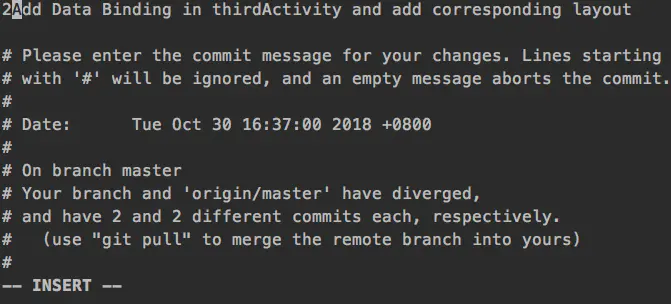 2Add Data Binding in thirdActivity and add corresponding layout
# Please enter the commit message for your changes. Lines starting
# with '#' will be ignored, and an empty message aborts the commit.
#
# Date:      Tue Oct 30 16:37:00 2018 +0800
#
# On branch master
# Your branch and 'origin/master' have diverged,
# and have 2 and 2 different commits each, respectively.
#   (use "git pull" to merge the remote branch into yours)
#
-- INSERT --